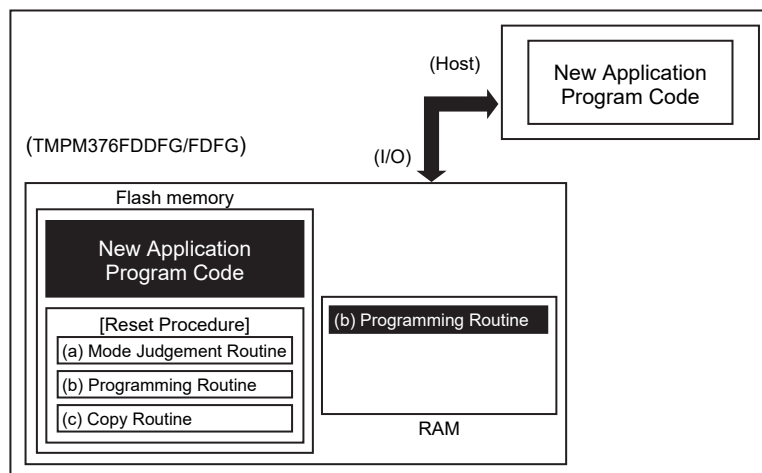 (Host)
New Application
Program Code
(TMPM376FDDFG/FDFG)
(I/O)
Flash memory
New Application
Program Code
[Reset Procedure]
(a) Mode Judgement Routine
(b) Programming Routine
(c) Copy Routine
(b) Programming Routine
RAM